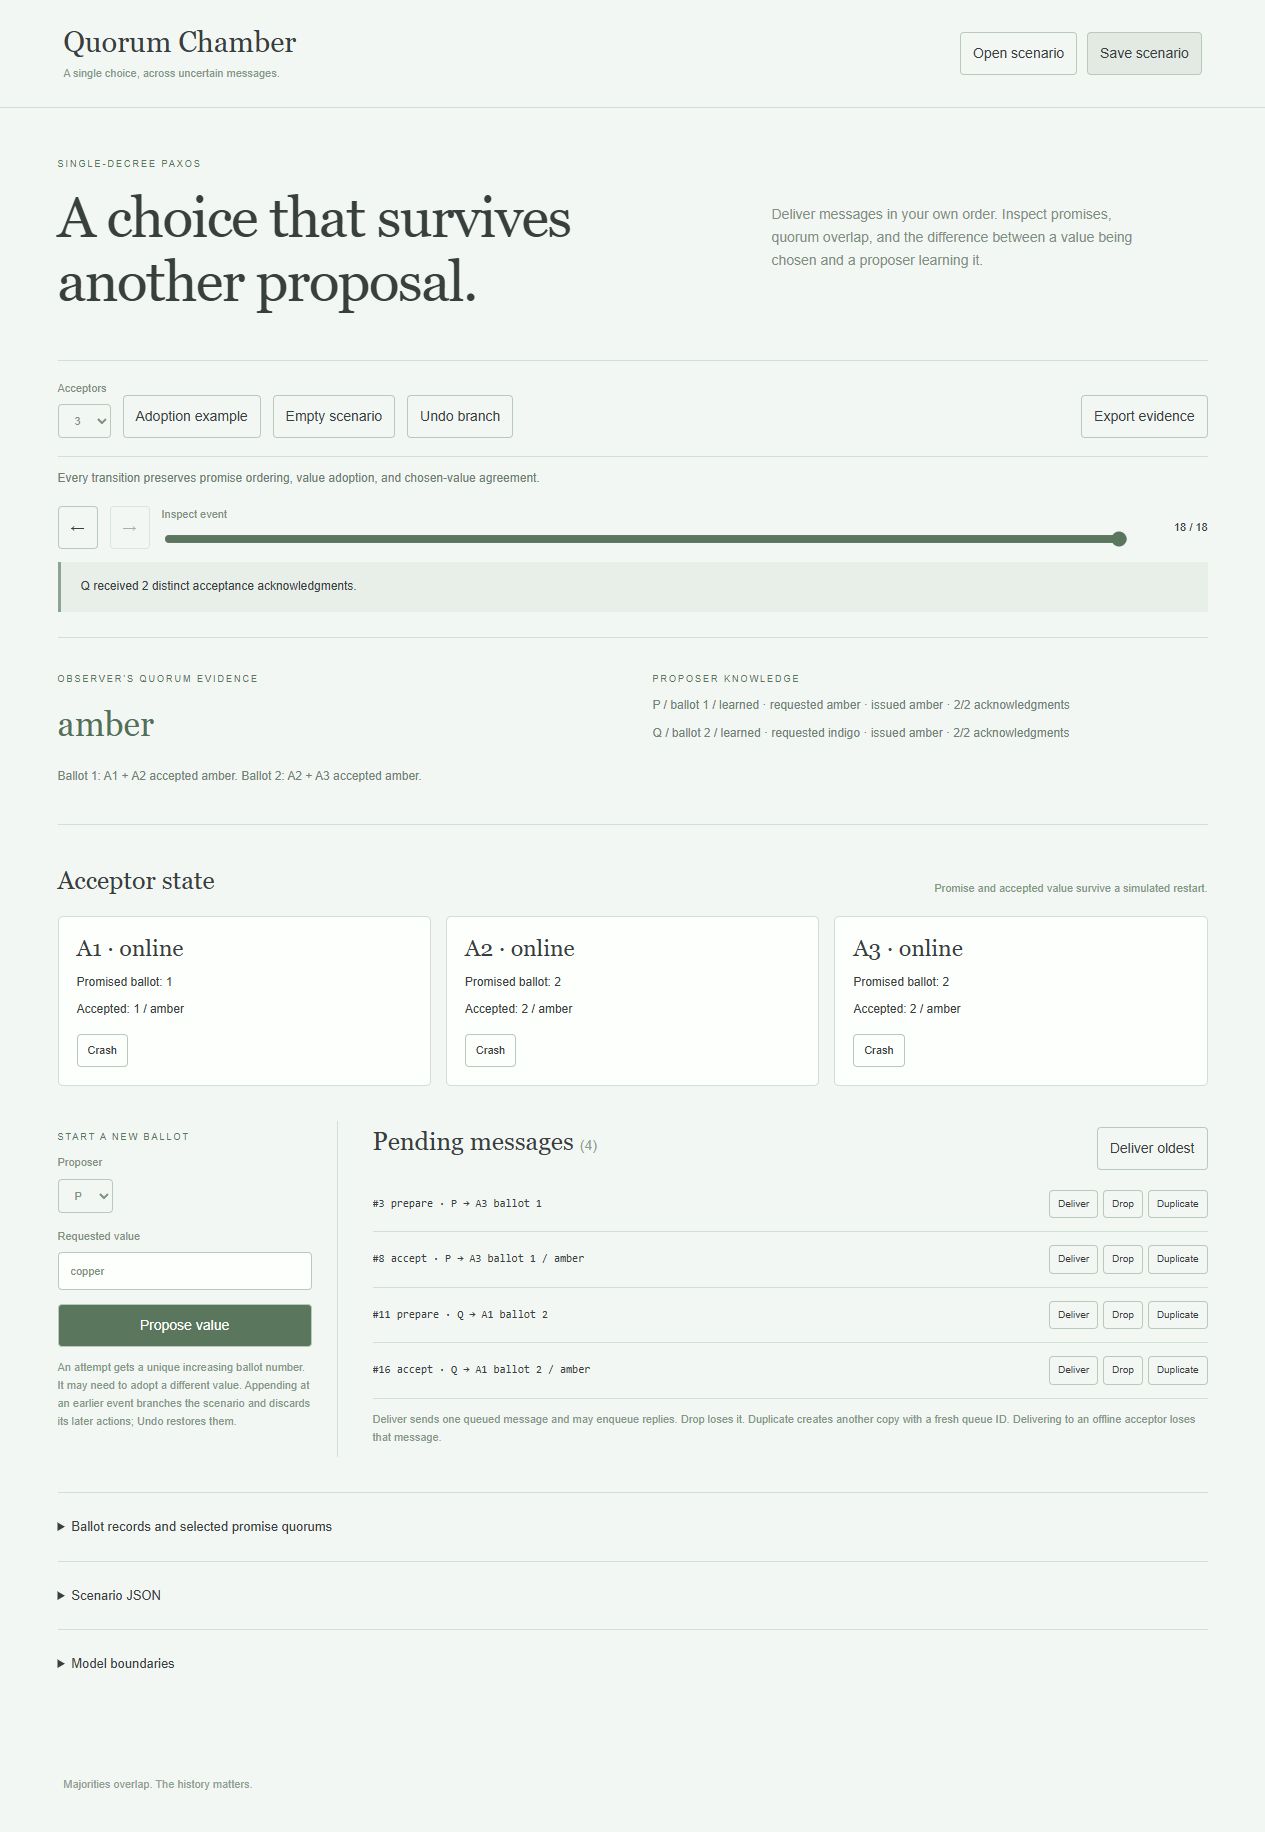 Quorum Chamber
A single choice, across uncertain messages.
Open scenario
Save scenario
SINGLE-DECREE PAXOS
A choice that survives
another proposal.
Deliver messages in your own order. Inspect promises,
quorum overlap, and the difference between a value being
chosen and a proposer learning it.
Acceptors
3
Adoption example
Empty scenario
Undo branch
Export evidence
Every transition preserves promise ordering, value adoption, and chosen-value agreement.
←
→
Inspect event
18 / 18
Q received 2 distinct acceptance acknowledgments.
OBSERVER'S QUORUM EVIDENCE
amber
Ballot 1: A1 + A2 accepted amber. Ballot 2: A2 + A3 accepted amber.
PROPOSER KNOWLEDGE
P / ballot 1 / learned · requested amber · issued amber · 2/2 acknowledgments
Q / ballot 2 / learned · requested indigo · issued amber · 2/2 acknowledgments
Acceptor state
Promise and accepted value survive a simulated restart.
A1 · online
Promised ballot: 1
Accepted: 1 / amber
Crash
A2 · online
Promised ballot: 2
Accepted: 2 / amber
Crash
A3 · online
Promised ballot: 2
Accepted: 2 / amber
Crash
START A NEW BALLOT
Proposer
P
Requested value
copper
Propose value
An attempt gets a unique increasing ballot number.
It may need to adopt a different value. Appending at
an earlier event branches the scenario and discards
its later actions; Undo restores them.
Pending messages (4)
Deliver oldest
#3 prepare · P → A3 ballot 1
Deliver
Drop
Duplicate
#8 accept · P → A3 ballot 1 / amber
Deliver
Drop
Duplicate
#11 prepare · Q → A1 ballot 2
Deliver
Drop
Duplicate
#16 accept · Q → A1 ballot 2 / amber
Deliver
Drop
Duplicate
Deliver sends one queued message and may enqueue replies. Drop loses it. Duplicate creates another copy with a fresh queue ID. Delivering to an offline acceptor loses
that message.
Ballot records and selected promise quorums
Scenario JSON
Model boundaries
Majorities overlap. The history matters.